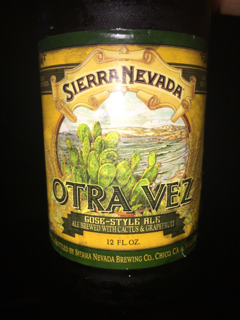 SIERRA NEVADA
OTRA VEZ
GOSE-STYLE ALE
ALE BREWED WITH CACTUS & GRAPEFRUIT
12 FL. OZ.
BOTTLED BY SIERRA NEVADA BREWING CO., CHICO, CA &